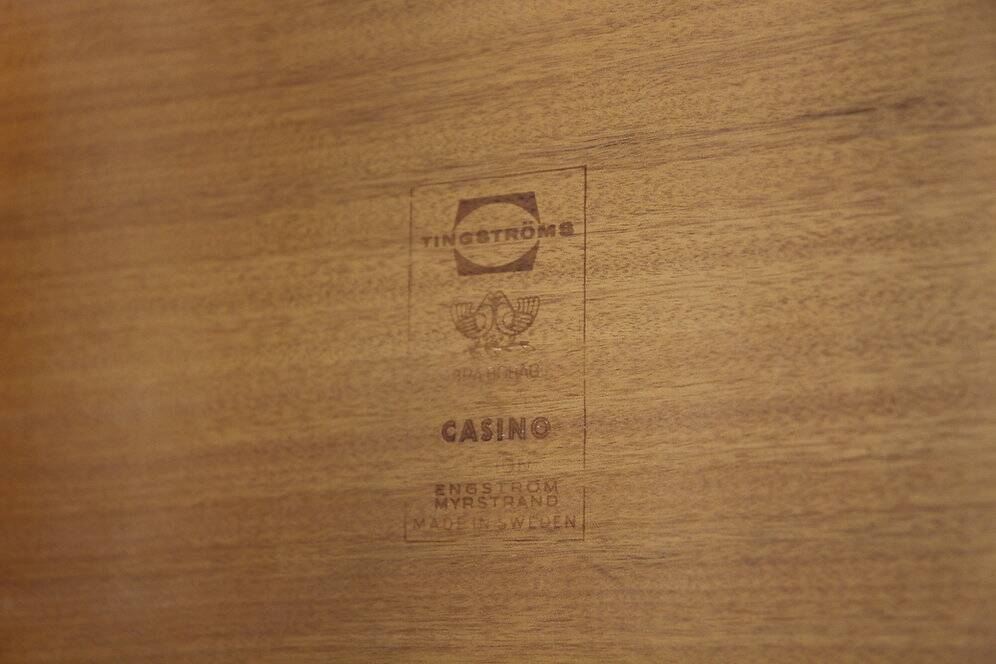 TINGSTRÖMS
BRA BOHAG
CASINO
ENGSTRÖM
MYRSTRAND
MADE IN SWEDEN